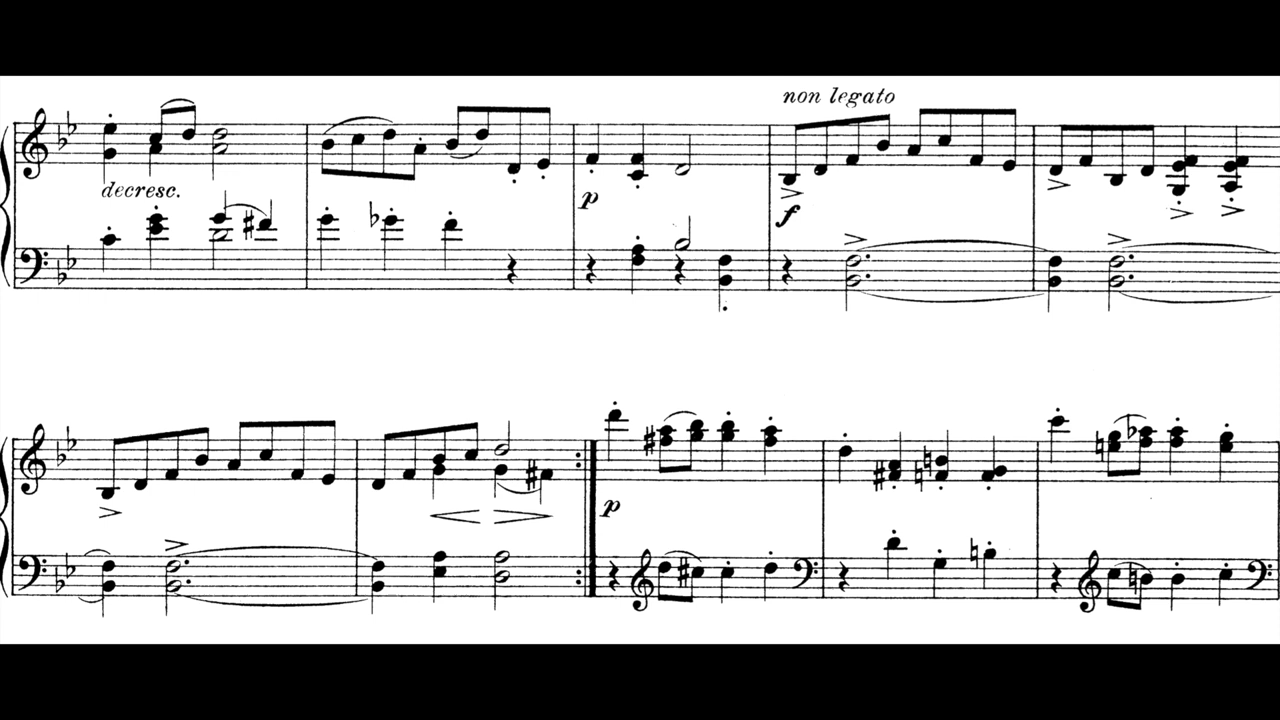 non legato
decresc.
p
f
p